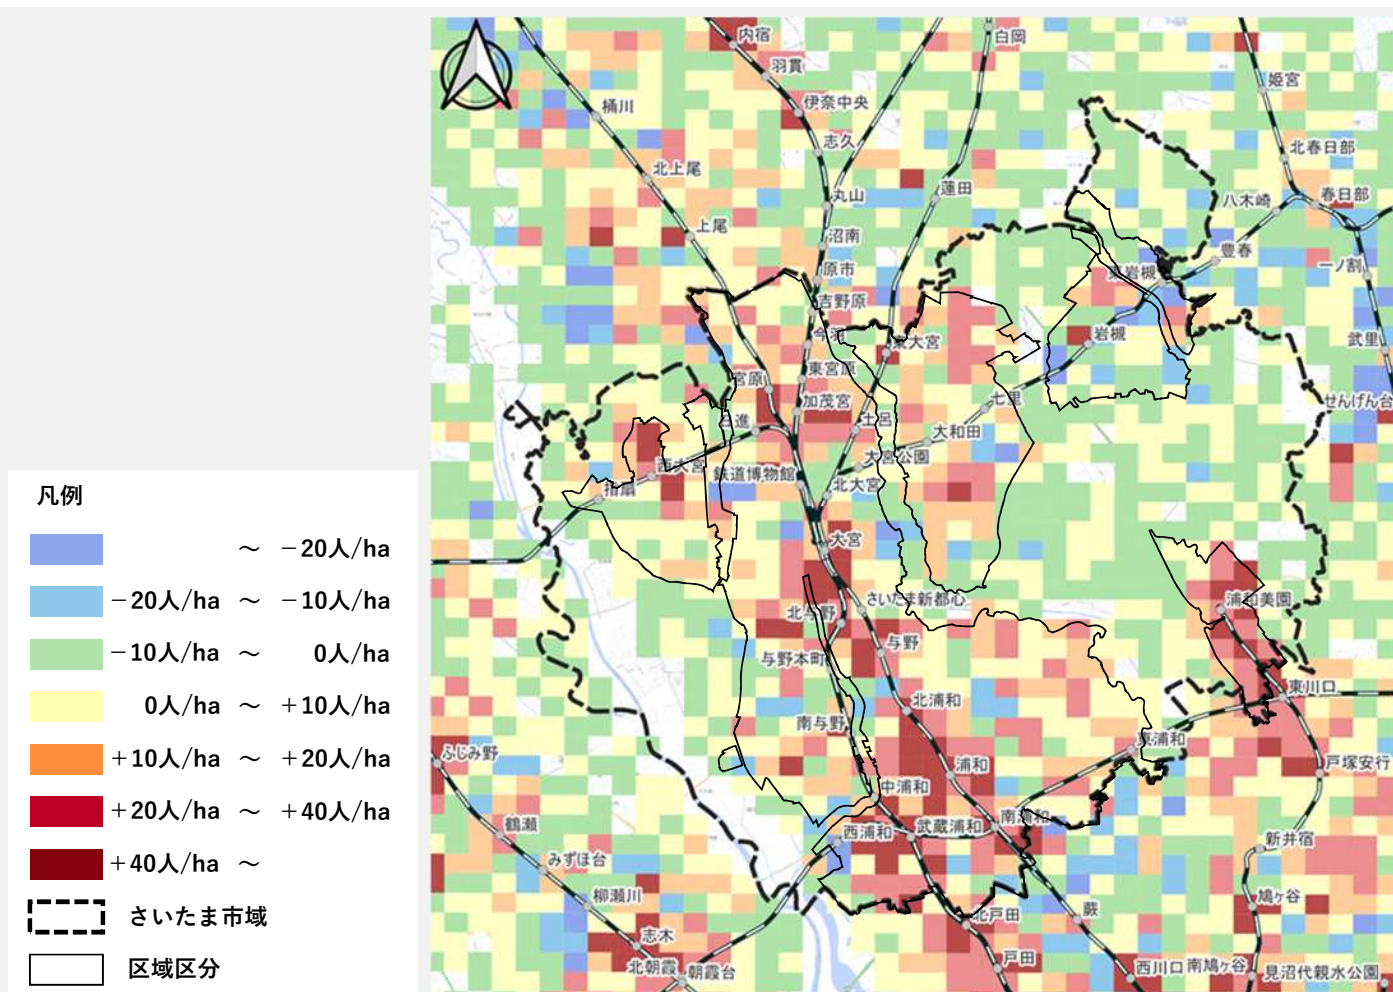 凡例
～ －20人/ha
－20人/ha ～ －10人/ha
－10人/ha ～ 0人/ha
0人/ha ～ ＋10人/ha
＋10人/ha ～ ＋20人/ha
＋20人/ha ～ ＋40人/ha
＋40人/ha ～
さいたま市域
区域区分
内宿
白岡
羽貫
姫宮
桶川
伊奈中央
志久
北春日部
北上尾
丸山
蓮田
八木崎
春日部
上尾
沼南
豊春
原市
東岩槻
一ノ割
吉野原
今羽
東大宮
岩槻
武里
宮原
東宮原
加茂宮
七里
せんげん台
日進
土呂
大和田
西大宮
鉄道博物館
大宮公園
指扇
北大宮
大宮
さいたま新都心
浦和美園
北与野
与野
与野本町
東川口
北浦和
南与野
東浦和
ふじみ野
浦和
戸塚安行
中浦和
鶴瀬
西浦和
武蔵浦和
南浦和
新井宿
みずほ台
柳瀬川
鳩ヶ谷
北戸田
蕨
志木
戸田
北朝霞
朝霞台
西川口
南鳩ヶ谷
見沼代親水公園